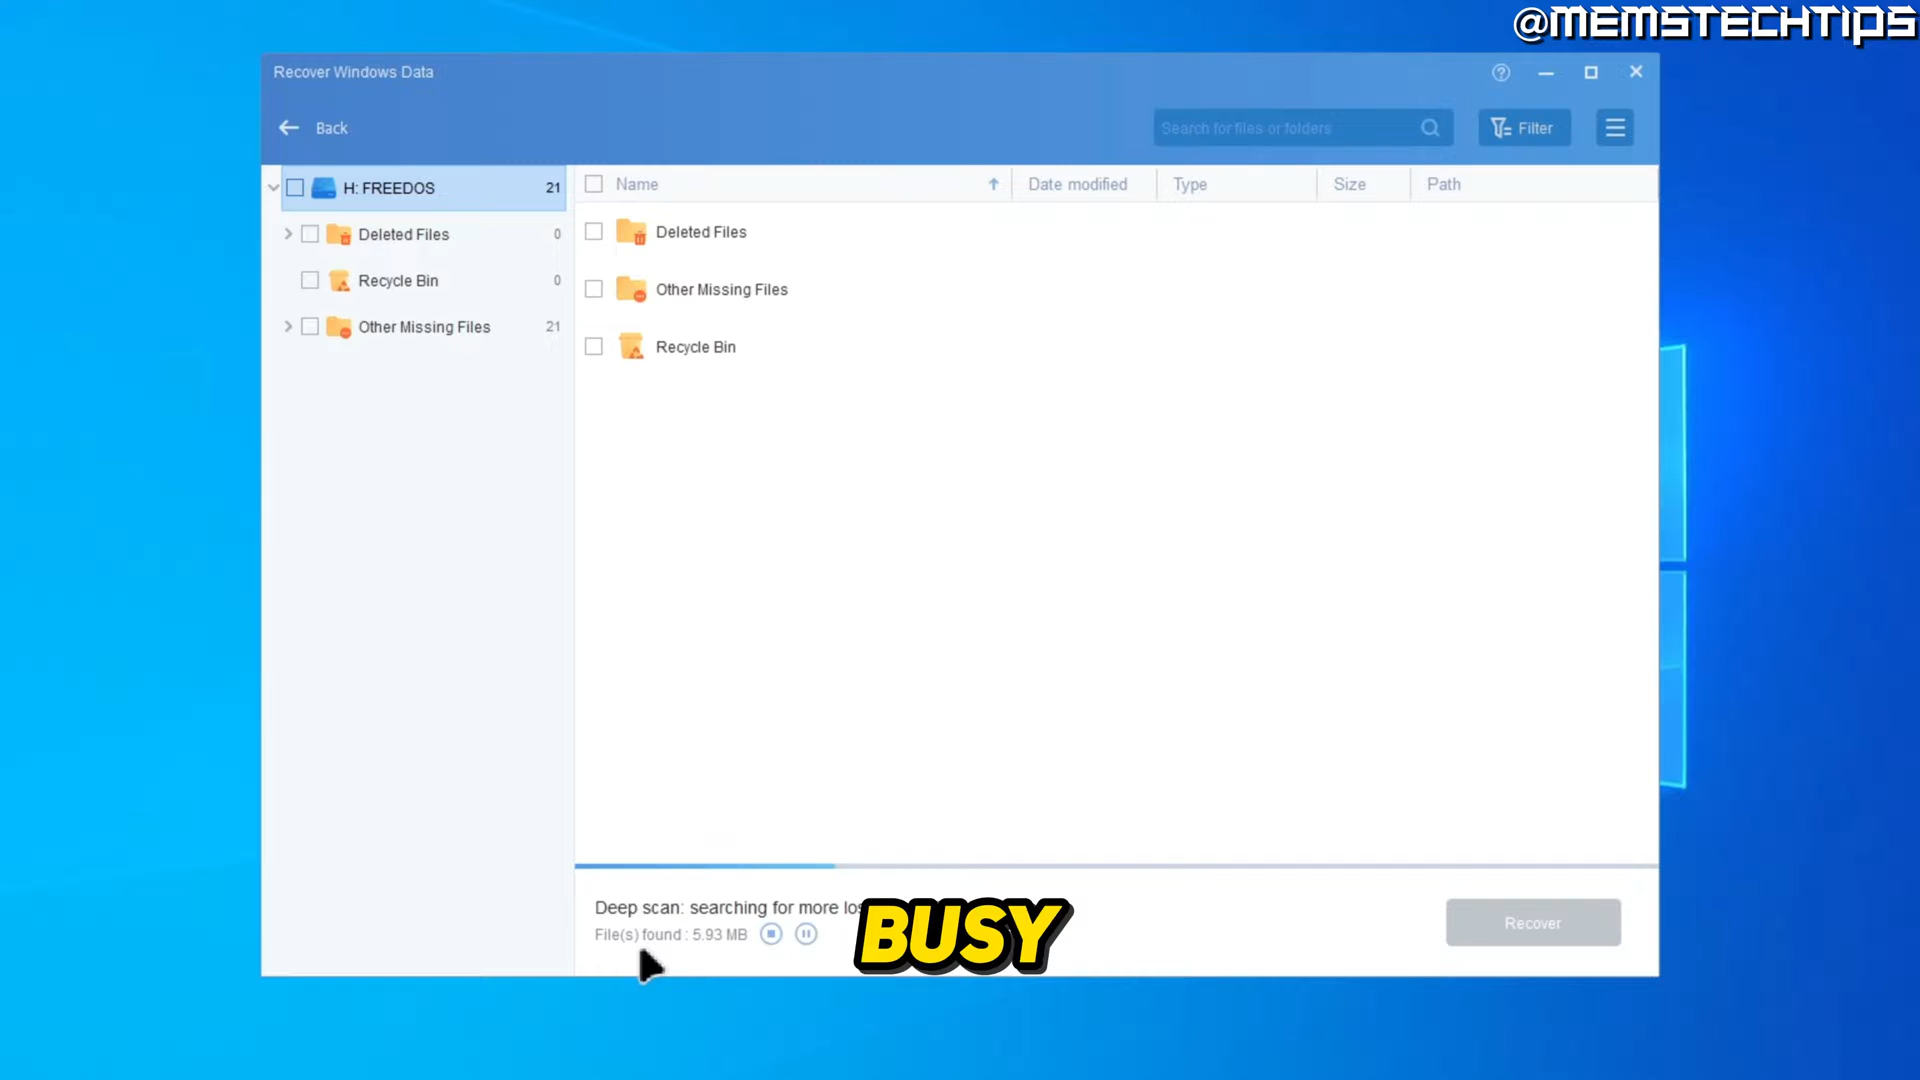 @MEMSTECHTIPS
Recover Windows Data
Back
Search for files or folders
Filter
H: FREEDOS 21
Deleted Files 0
Recycle Bin 0
Other Missing Files 21
Name Date modified Type Size Path
Deleted Files
Other Missing Files
Recycle Bin
Deep scan: searching for more
File(s) found : 5.93 MB
BUSY
Recover